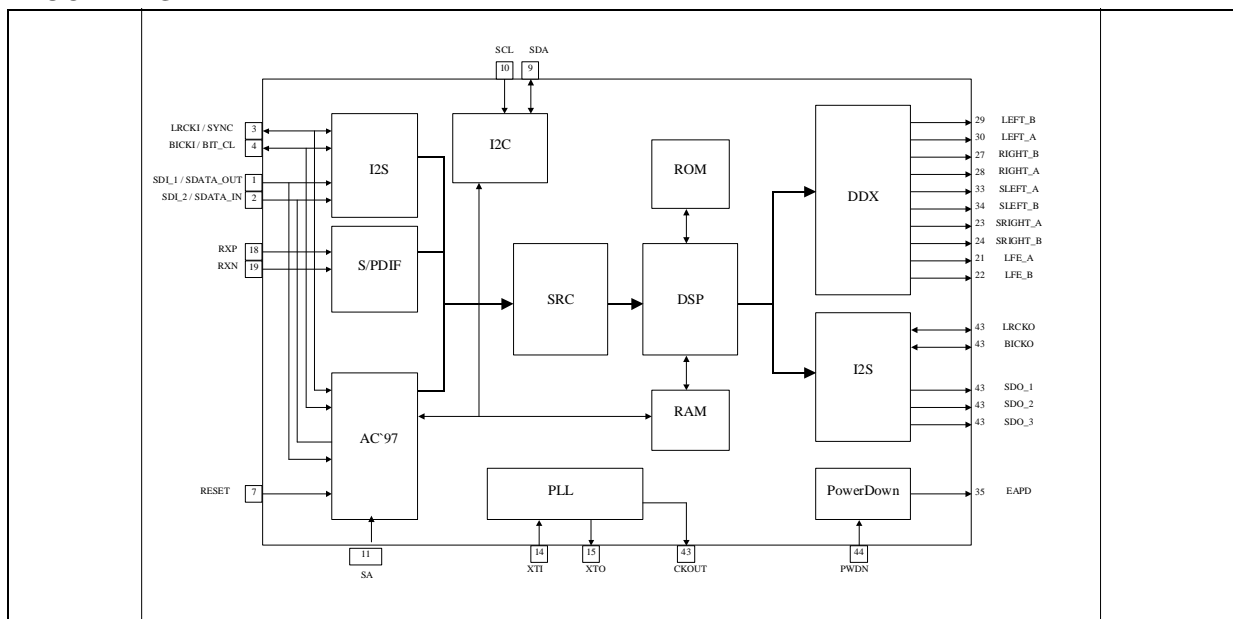 SCL SDA
10 9
LRCKI / SYNC 3
BICKI / BIT_CL 4
SDI_1 / SDATA_OUT 1
SDI_2 / SDATA_IN 2
RXP 18
RXN 19
RESET 7
11
SA
I2S
S/PDIF
AC`97
I2C
ROM
SRC
DSP
RAM
PLL
14 15 43
XTI XTO CKOUT
DDX
I2S
PowerDown
44
PWDN
29 LEFT_B
30 LEFT_A
27 RIGHT_B
28 RIGHT_A
33 SLEFT_A
34 SLEFT_B
23 SRIGHT_A
24 SRIGHT_B
21 LFE_A
22 LFE_B
43 LRCKO
43 BICKO
43 SDO_1
43 SDO_2
43 SDO_3
35 EAPD